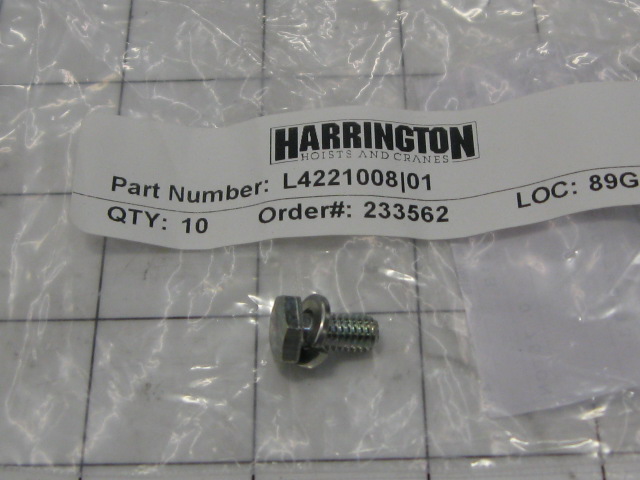 HARRINGTON
HOISTS AND CRANES
Part Number: L4221008|01
QTY: 10 Order#: 233562 LOC: 89G